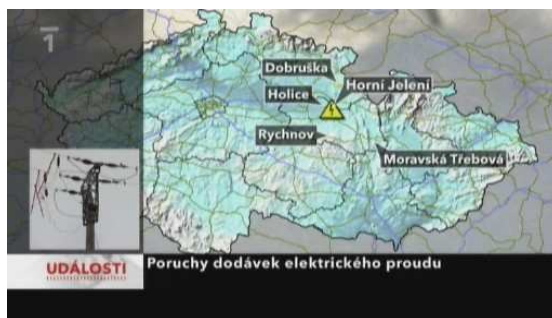 1
Dobruška
Horní Jelení
Holice
Rychnov
Moravská Třebová
UDÁLOSTI
Poruchy dodávek elektrického proudu